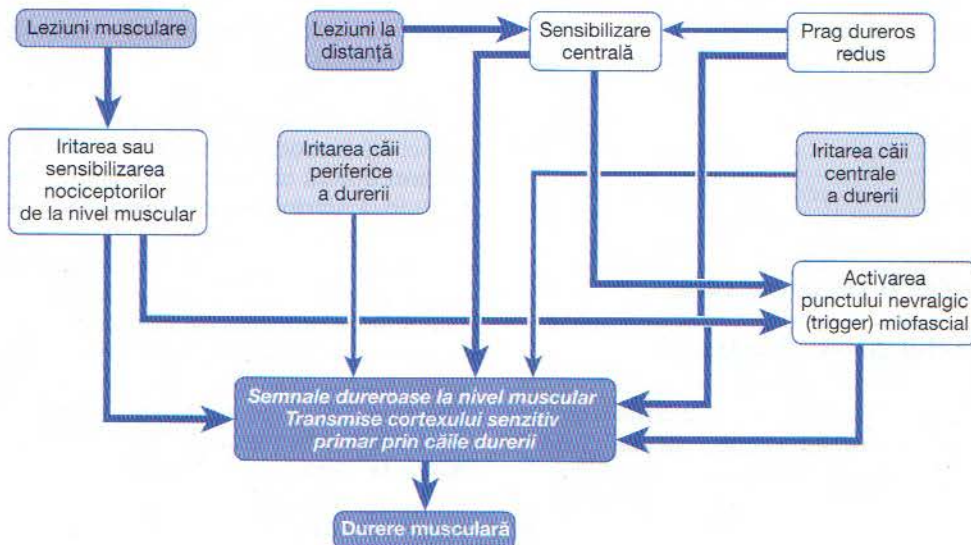 Leziuni musculare
Leziuni la
distanță
Sensibilizare
centrală
Prag dureros
redus
Iritarea sau
sensibilizarea
nociceptorilor
de la nivel muscular
Iritarea căii
periferice
a durerii
Iritarea căii
centrale
a durerii
Activarea
punctului nevralgic
(trigger) miofascial
Semnale dureroase la nivel muscular
Transmise cortexului senzitiv
primar prin căile durerii
Durere musculară